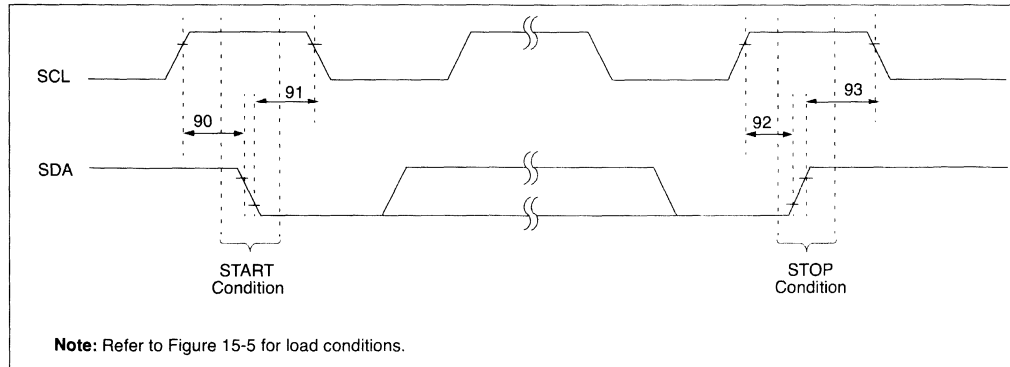 SCL
91
93
90
92
SDA
START
Condition
STOP
Condition
Note: Refer to Figure 15-5 for load conditions.